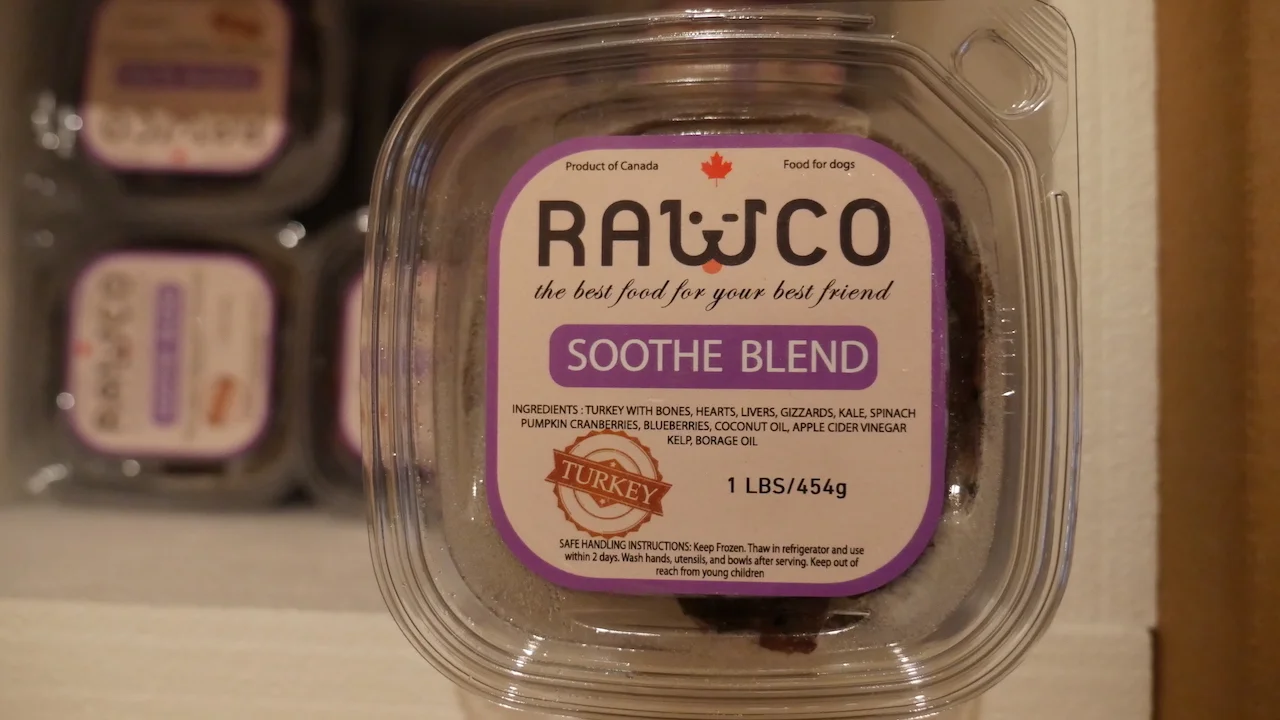 Product of Canada
Food for dogs
RAWCO
the best food for your best friend
SOOTHE BLEND
INGREDIENTS : TURKEY WITH BONES, HEARTS, LIVERS, GIZZARDS, KALE, SPINACH
PUMPKIN CRANBERRIES, BLUEBERRIES, COCONUT OIL, APPLE CIDER VINEGAR
KELP, BORAGE OIL
TURKEY
1 LBS/454g
SAFE HANDLING INSTRUCTIONS: Keep Frozen. Thaw in refrigerator and use
within 2 days. Wash hands, utensils, and bowls after serving. Keep out of
reach from young children
RAWCO